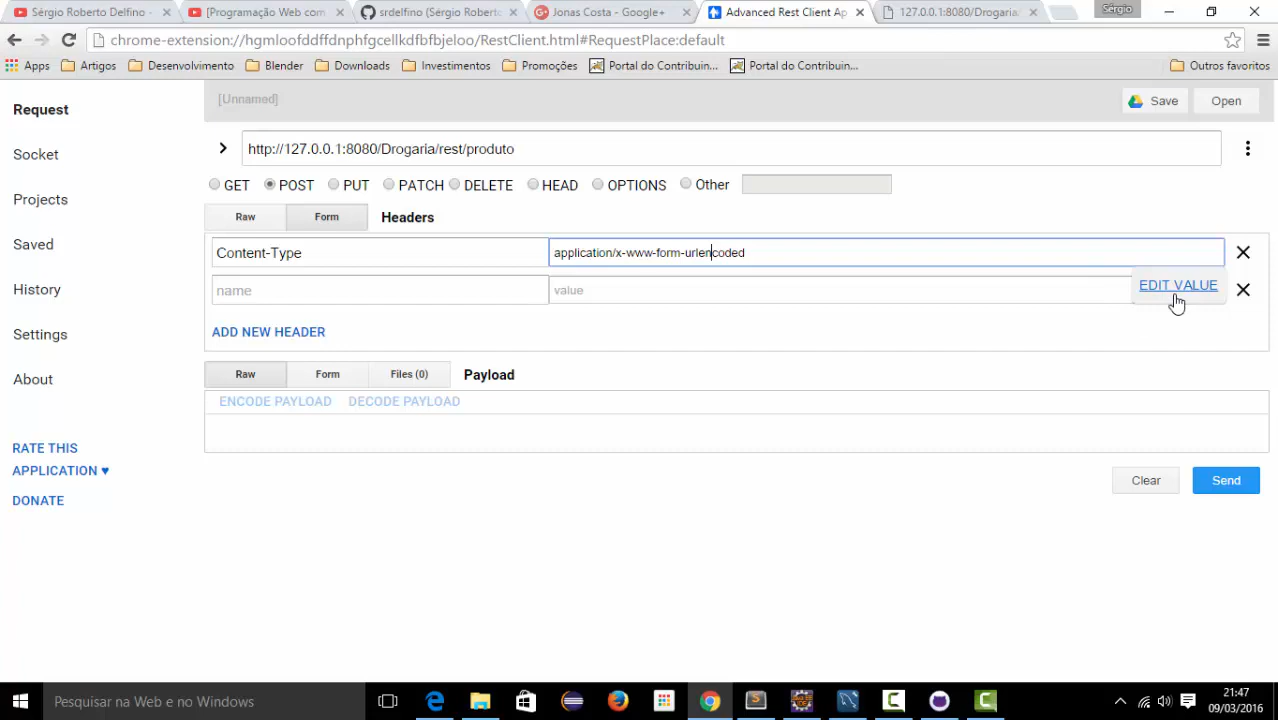 Sérgio Roberto Delfino -
[Programação Web com
srdelfino (Sérgio Robert
Jonas Costa - Google+
Advanced Rest Client Ap
127.0.0.1:8080/Drogaria/
Sérgio
chrome-extension://hgmloofddffdnphfgcellkdfbfbjeloo/RestClient.html#RequestPlace:default
Apps Artigos Desenvolvimento Blender Downloads Investimentos Promoções Portal do Contribuin... Portal do Contribuin... Outros favoritos
Request
[Unnamed]
Save Open
Socket
http://127.0.0.1:8080/Drogaria/rest/produto
GET POST PUT PATCH DELETE HEAD OPTIONS Other
Projects
Raw Form Headers
Saved
Content-Type application/x-www-form-urlencoded
EDIT VALUE
History
name value
Settings
ADD NEW HEADER
About
Raw Form Files (0) Payload
ENCODE PAYLOAD DECODE PAYLOAD
RATE THIS
APPLICATION ♥
DONATE
Clear Send
Pesquisar na Web e no Windows
21:47
09/03/2016